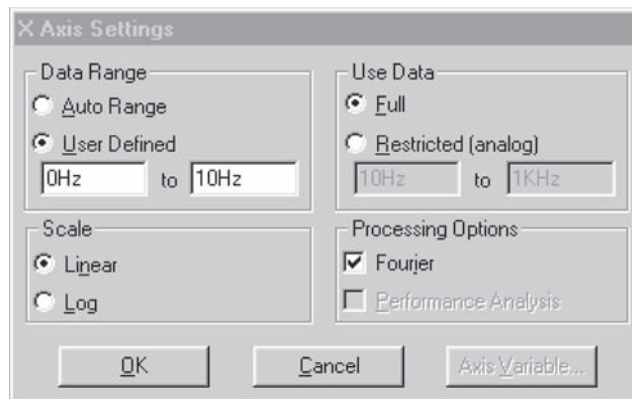 X Axis Settings
Data Range
Auto Range
User Defined
0Hz to 10Hz
Use Data
Full
Restricted (analog)
10Hz to 1KHz
Scale
Linear
Log
Processing Options
Fourier
Performance Analysis
OK Cancel Axis Variable...